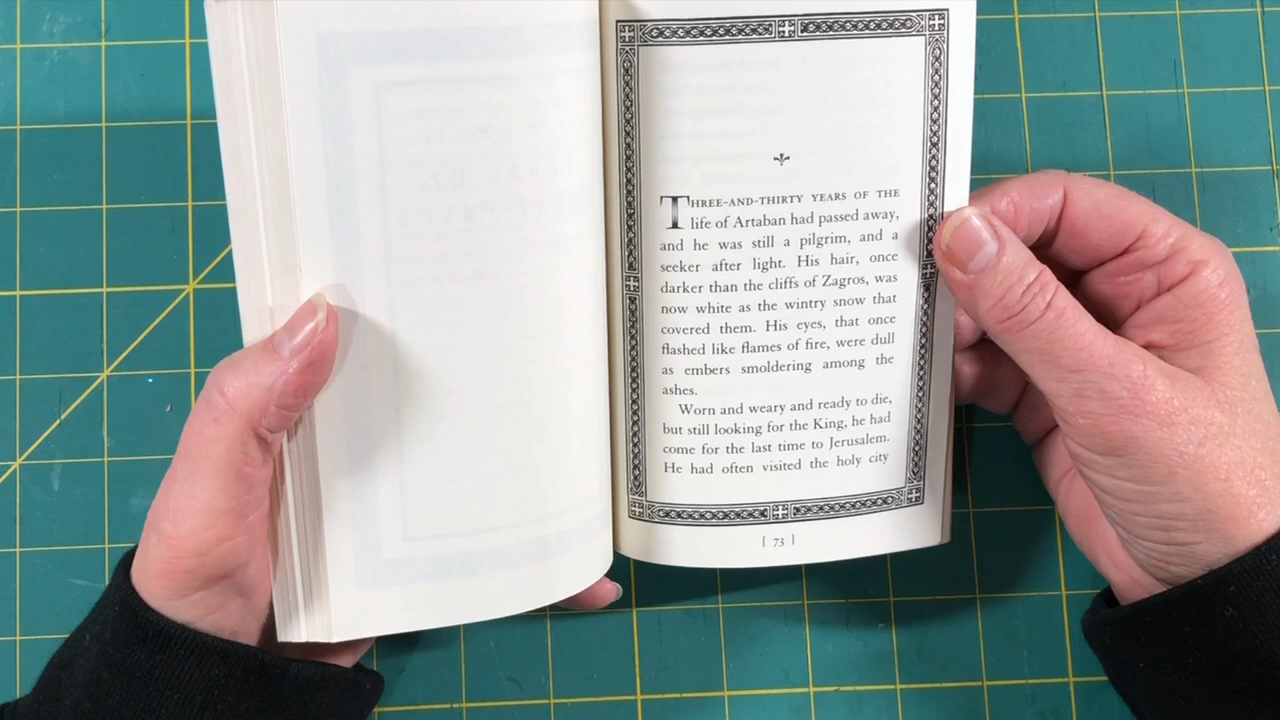 THREE-AND-THIRTY YEARS OF THE
life of Artaban had passed away,
and he was still a pilgrim, and a
seeker after light. His hair, once
darker than the cliffs of Zagros, was
now white as the wintry snow that
covered them. His eyes, that once
flashed like flames of fire, were dull
as embers smoldering among the
ashes.
Worn and weary and ready to die,
but still looking for the King, he had
come for the last time to Jerusalem.
He had often visited the holy city
[ 73 ]